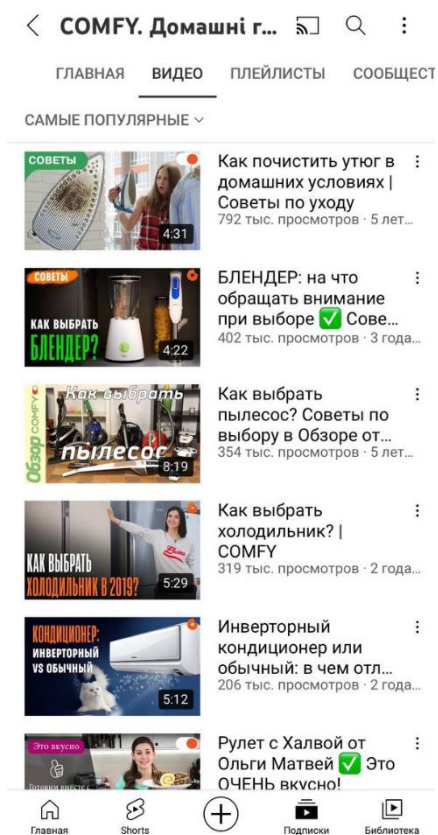 COMFY. Домашні г...
ГЛАВНАЯ ВИДЕО ПЛЕЙЛИСТЫ СООБЩЕСТ
САМЫЕ ПОПУЛЯРНЫЕ
СОВЕТЫ
4:31
Как почистить утюг в
домашних условиях |
Советы по уходу
792 тыс. просмотров · 5 лет...
СОВЕТЫ
КАК ВЫБРАТЬ
БЛЕНДЕР?
4:22
БЛЕНДЕР: на что
обращать внимание
при выборе ✅ Сове...
402 тыс. просмотров · 3 года...
Обзор COMFY
Как выбрать
пылесос
8:19
Как выбрать
пылесос? Советы по
выбору в Обзоре от...
354 тыс. просмотров · 5 лет...
КАК ВЫБРАТЬ
ХОЛОДИЛЬНИК В 2019?
5:29
Как выбрать
холодильник? |
COMFY
319 тыс. просмотров · 2 года...
КОНДИЦИОНЕР:
ИНВЕРТОРНЫЙ
VS ОБЫЧНЫЙ
5:12
Инверторный
кондиционер или
обычный: в чем отл...
206 тыс. просмотров · 2 года...
Это вкусно
Готовим вместе с
Рулет с Халвой от
Ольги Матвей ✅ Это
ОЧЕНЬ вкусно!
Главная
Shorts
Подписки
Библиотека